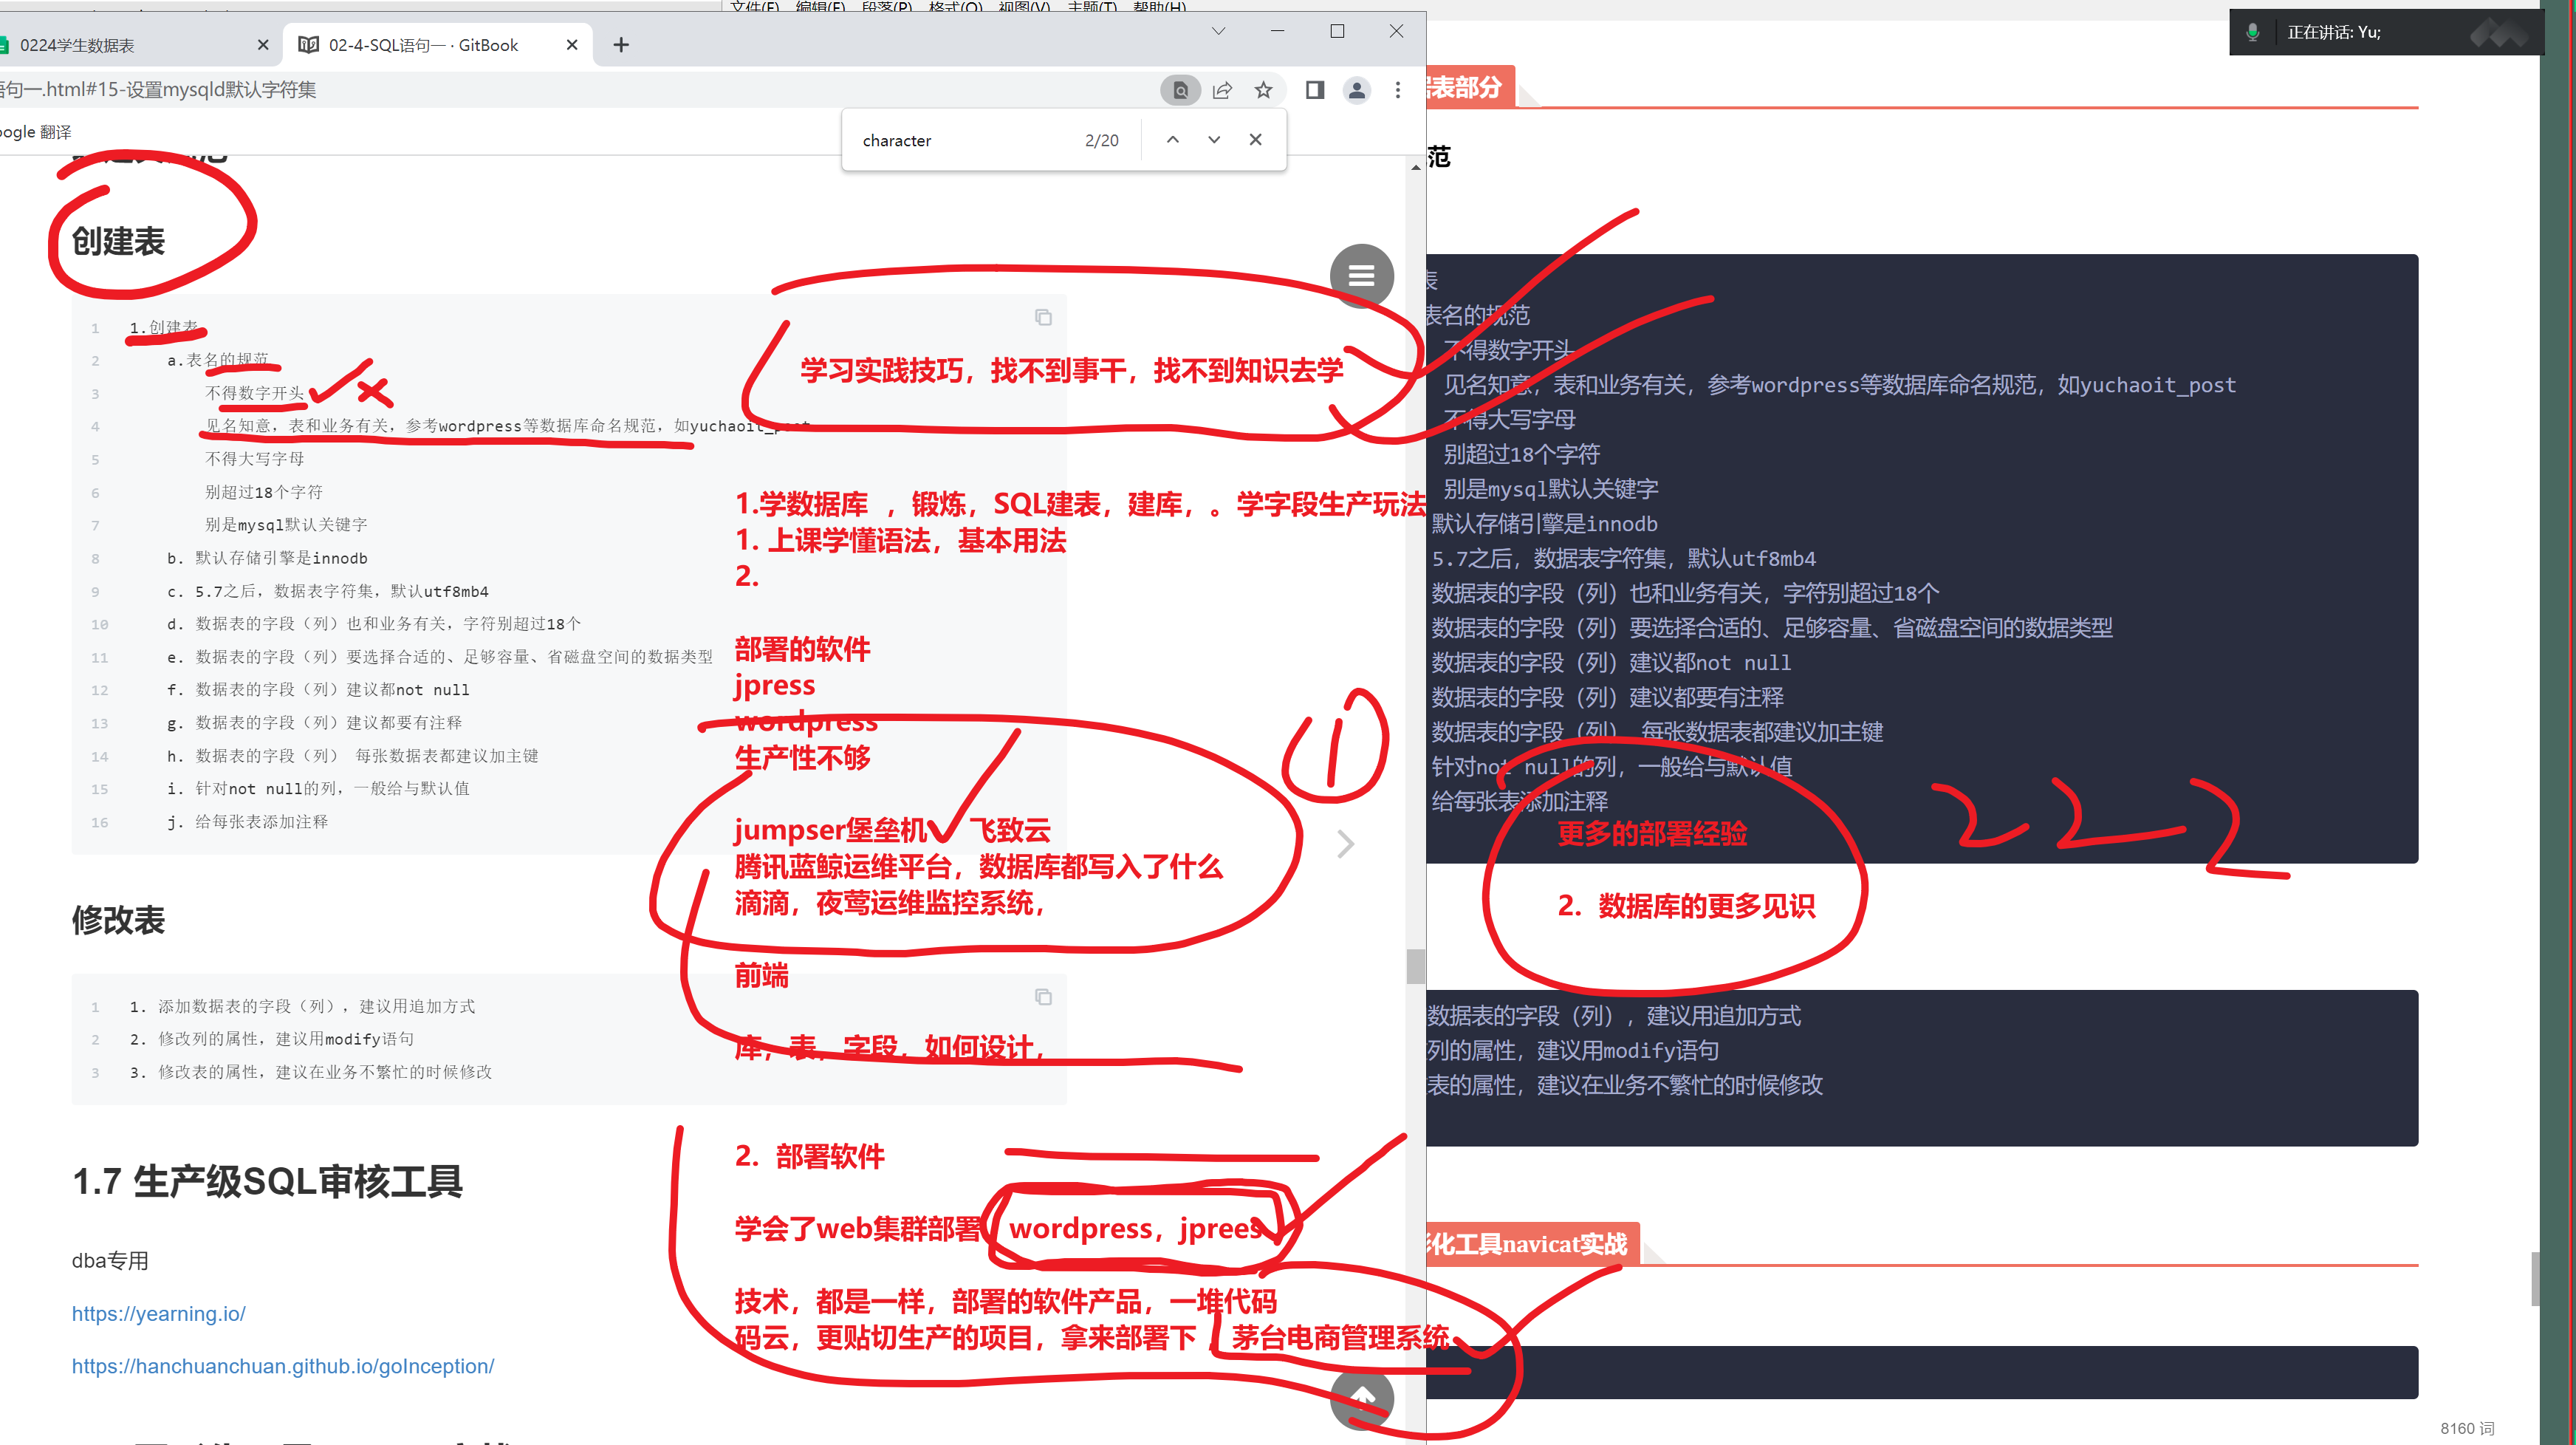 文件(F) 编辑(E) 段落(P) 格式(O) 视图(V) 主题(T) 帮助(H)
0224学生数据表
02-4-SQL语句一 · GitBook
正在讲话: Yu;
句一.html#15-设置mysqld默认字符集
oogle 翻译
character
2/20
创建表
1 1.创建表
2 a.表名的规范
3 不得数字开头
4 见名知意，表和业务有关，参考wordpress等数据库命名规范，如yuchaoit_post
5 不得大写字母
6 别超过18个字符
7 别是mysql默认关键字
8 b. 默认存储引擎是innodb
9 c. 5.7之后，数据表字符集，默认utf8mb4
10 d. 数据表的字段（列）也和业务有关，字符别超过18个
11 e. 数据表的字段（列）要选择合适的、足够容量、省磁盘空间的数据类型
12 f. 数据表的字段（列）建议都not null
13 g. 数据表的字段（列）建议都要有注释
14 h. 数据表的字段（列） 每张数据表都建议加主键
15 i. 针对not null的列，一般给与默认值
16 j. 给每张表添加注释
修改表
1 1. 添加数据表的字段（列），建议用追加方式
2 2. 修改列的属性，建议用modify语句
3 3. 修改表的属性，建议在业务不繁忙的时候修改
1.7 生产级SQL审核工具
dba专用
https://yearning.io/
https://hanchuanchuan.github.io/goInception/
学习实践技巧，找不到事干，找不到知识去学
1.学数据库 ，锻炼，SQL建表，建库，。学字段生产玩法
1. 上课学懂语法，基本用法
2.
部署的软件
jpress
wordpress
生产性不够
jumpser堡垒机 飞致云
腾讯蓝鲸运维平台，数据库都写入了什么
滴滴，夜莺运维监控系统，
前端
库，表，字段，如何设计，
2. 部署软件
学会了web集群部署 wordpress，jprees
技术，都是一样，部署的软件产品，一堆代码
码云，更贴切生产的项目，拿来部署下，茅台电商管理系统
1
表部分
范
表
表名的规范
不得数字开头
见名知意，表和业务有关，参考wordpress等数据库命名规范，如yuchaoit_post
不得大写字母
别超过18个字符
别是mysql默认关键字
默认存储引擎是innodb
5.7之后，数据表字符集，默认utf8mb4
数据表的字段（列）也和业务有关，字符别超过18个
数据表的字段（列）要选择合适的、足够容量、省磁盘空间的数据类型
数据表的字段（列）建议都not null
数据表的字段（列）建议都要有注释
数据表的字段（列） 每张数据表都建议加主键
针对not null的列，一般给与默认值
给每张表添加注释
更多的部署经验
2. 数据库的更多见识
2 2 2
数据表的字段（列），建议用追加方式
列的属性，建议用modify语句
表的属性，建议在业务不繁忙的时候修改
化工具navicat实战
8160 词